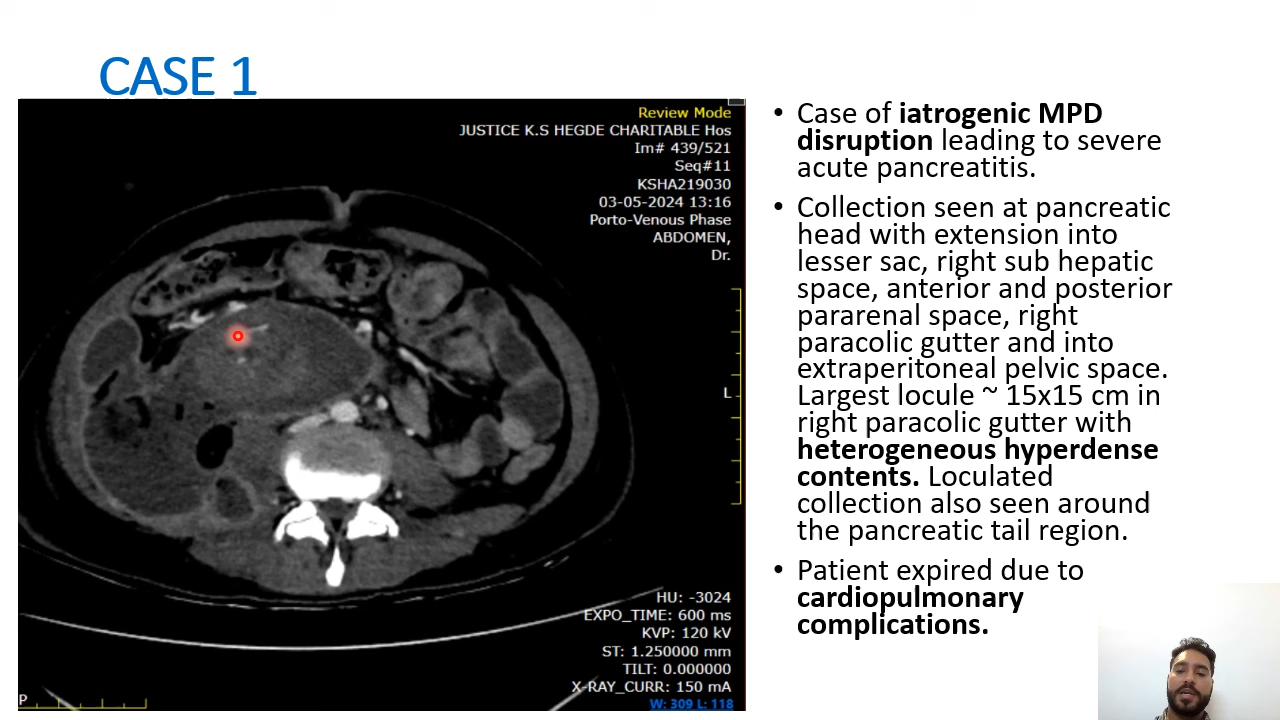 CASE 1
Review Mode
JUSTICE K.S HEGDE CHARITABLE Hos
Im# 439/521
Seq#11
KSHA219030
03-05-2024 13:16
Porto-Venous Phase
ABDOMEN,
Dr.
L
HU: -3024
EXPO_TIME: 600 ms
KVP: 120 kV
ST: 1.250000 mm
TILT: 0.000000
X-RAY_CURR: 150 mA
W: 309 L: 118
P
• Case of iatrogenic MPD
disruption leading to severe
acute pancreatitis.
• Collection seen at pancreatic
head with extension into
lesser sac, right sub hepatic
space, anterior and posterior
pararenal space, right
paracolic gutter and into
extraperitoneal pelvic space.
Largest locule ~ 15x15 cm in
right paracolic gutter with
heterogeneous hyperdense
contents. Loculated
collection also seen around
the pancreatic tail region.
• Patient expired due to
cardiopulmonary
complications.